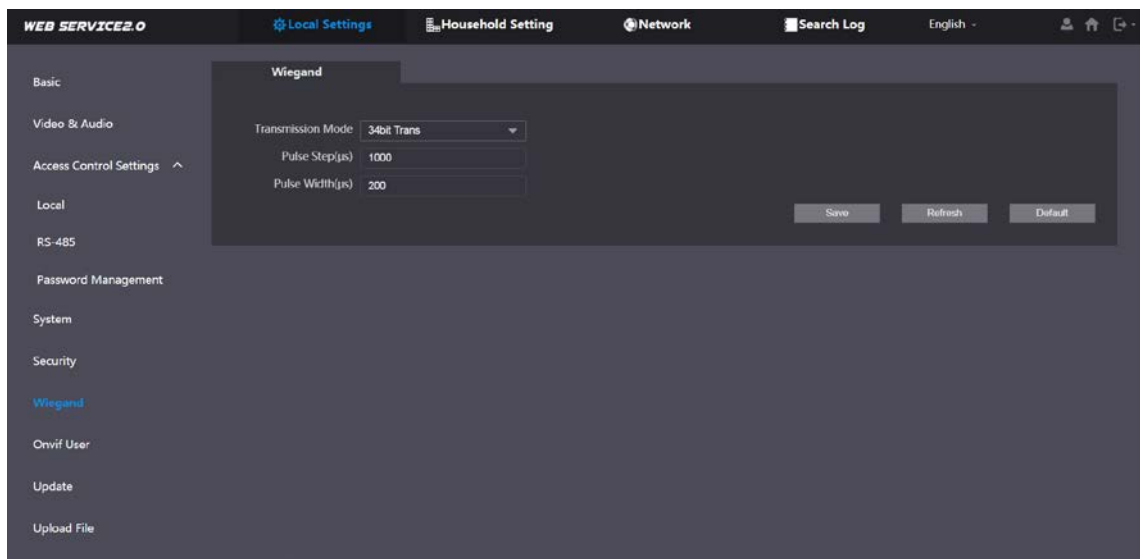 WEB SERVICE2.0
Local Settings
Household Setting
Network
Search Log
English
Basic
Video & Audio
Access Control Settings
Local
RS-485
Password Management
System
Security
Wiegand
Onvif User
Update
Upload File
Wiegand
Transmission Mode 34bit Trans
Pulse Step(μs) 1000
Pulse Width(μs) 200
Save Refresh Default